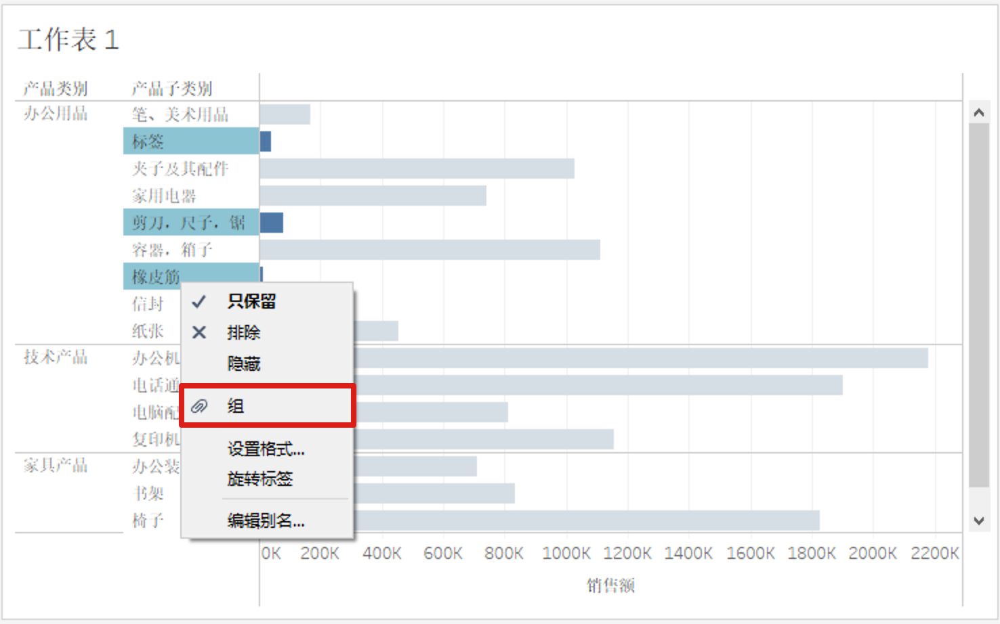 工作表 1
产品类别 产品子类别
办公用品 笔、美术用品
标签
夹子及其配件
家用电器
剪刀，尺子，锯
容器，箱子
橡皮筋
信封
纸张
技术产品 办公机
电话通
电脑配
复印机
家具产品 办公装
书架
椅子
只保留
排除
隐藏
组
设置格式...
旋转标签
编辑别名...
0K 200K 400K 600K 800K 1000K 1200K 1400K 1600K 1800K 2000K 2200K
销售额